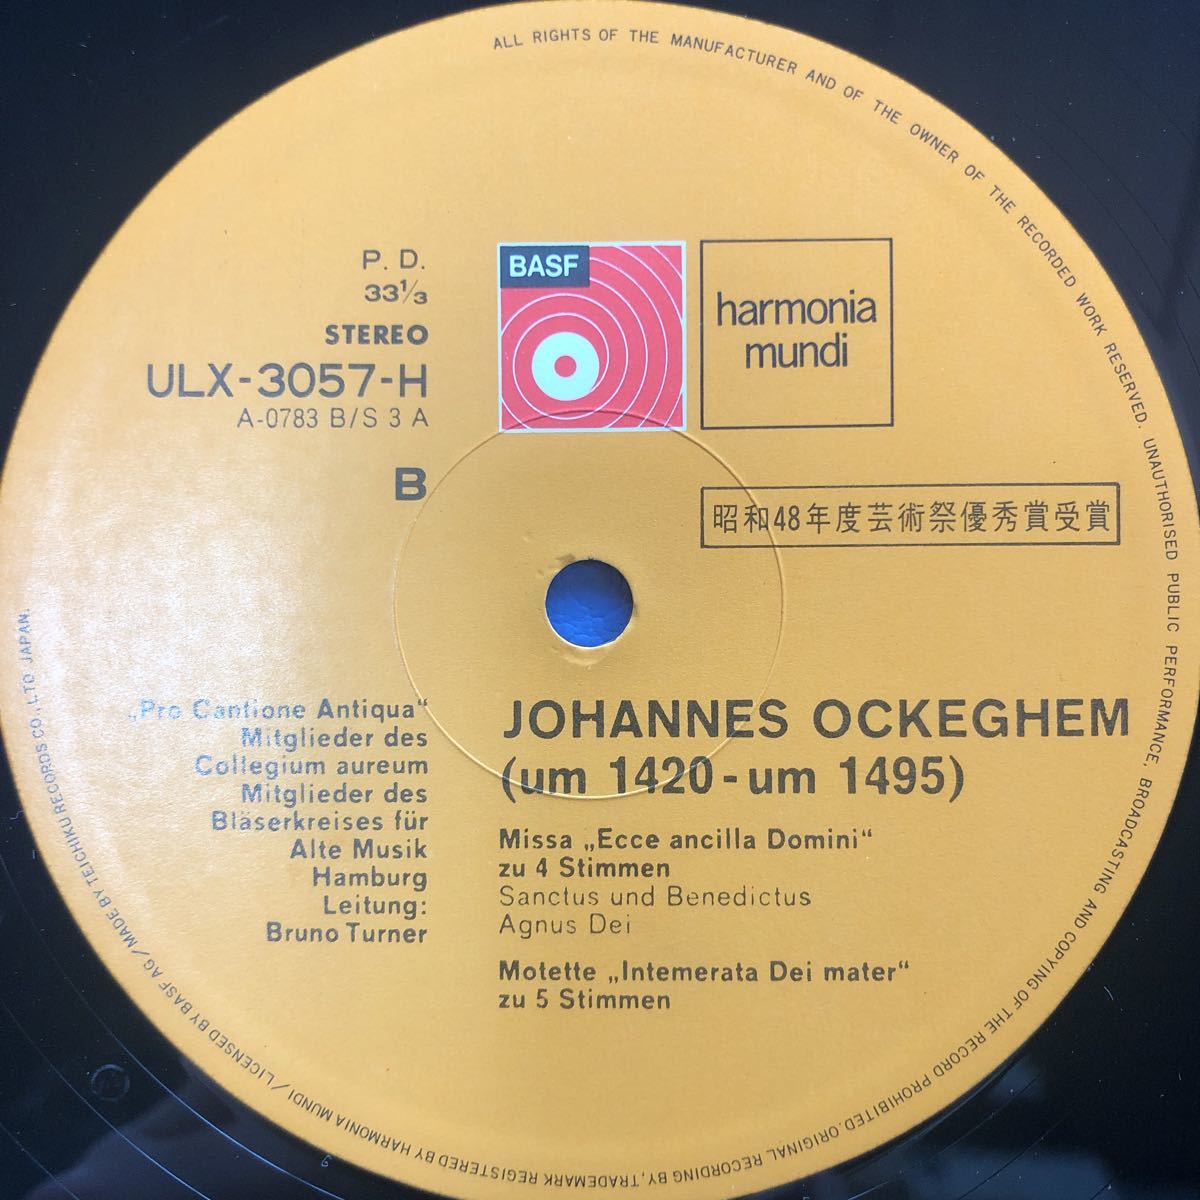 ALL RIGHTS OF THE MANUFACTURER AND OF THE OWNER OF THE RECORDED WORK RESERVED. UNAUTHORISED PUBLIC PERFORMANCE, BROADCASTING AND COPYING OF THE RECORD PROHIBITED. ORIGINAL RECORDING BY, TRADEMARK REGISTERED BY HARMONIA MUNDI / LICENSED BY BASF AG / MADE BY TEICHIKU RECORDS CO., LTD JAPAN.
P. D.
33⅓
STEREO
ULX-3057-H
A-0783 B/S 3 A
B
BASF
harmonia
mundi
昭和48年度芸術祭優秀賞受賞
„Pro Cantione Antiqua“
Mitglieder des
Collegium aureum
Mitglieder des
Bläserkreises für
Alte Musik
Hamburg
Leitung:
Bruno Turner
JOHANNES OCKEGHEM
(um 1420-um 1495)
Missa „Ecce ancilla Domini“
zu 4 Stimmen
Sanctus und Benedictus
Agnus Dei
Motette „Intemerata Dei mater“
zu 5 Stimmen